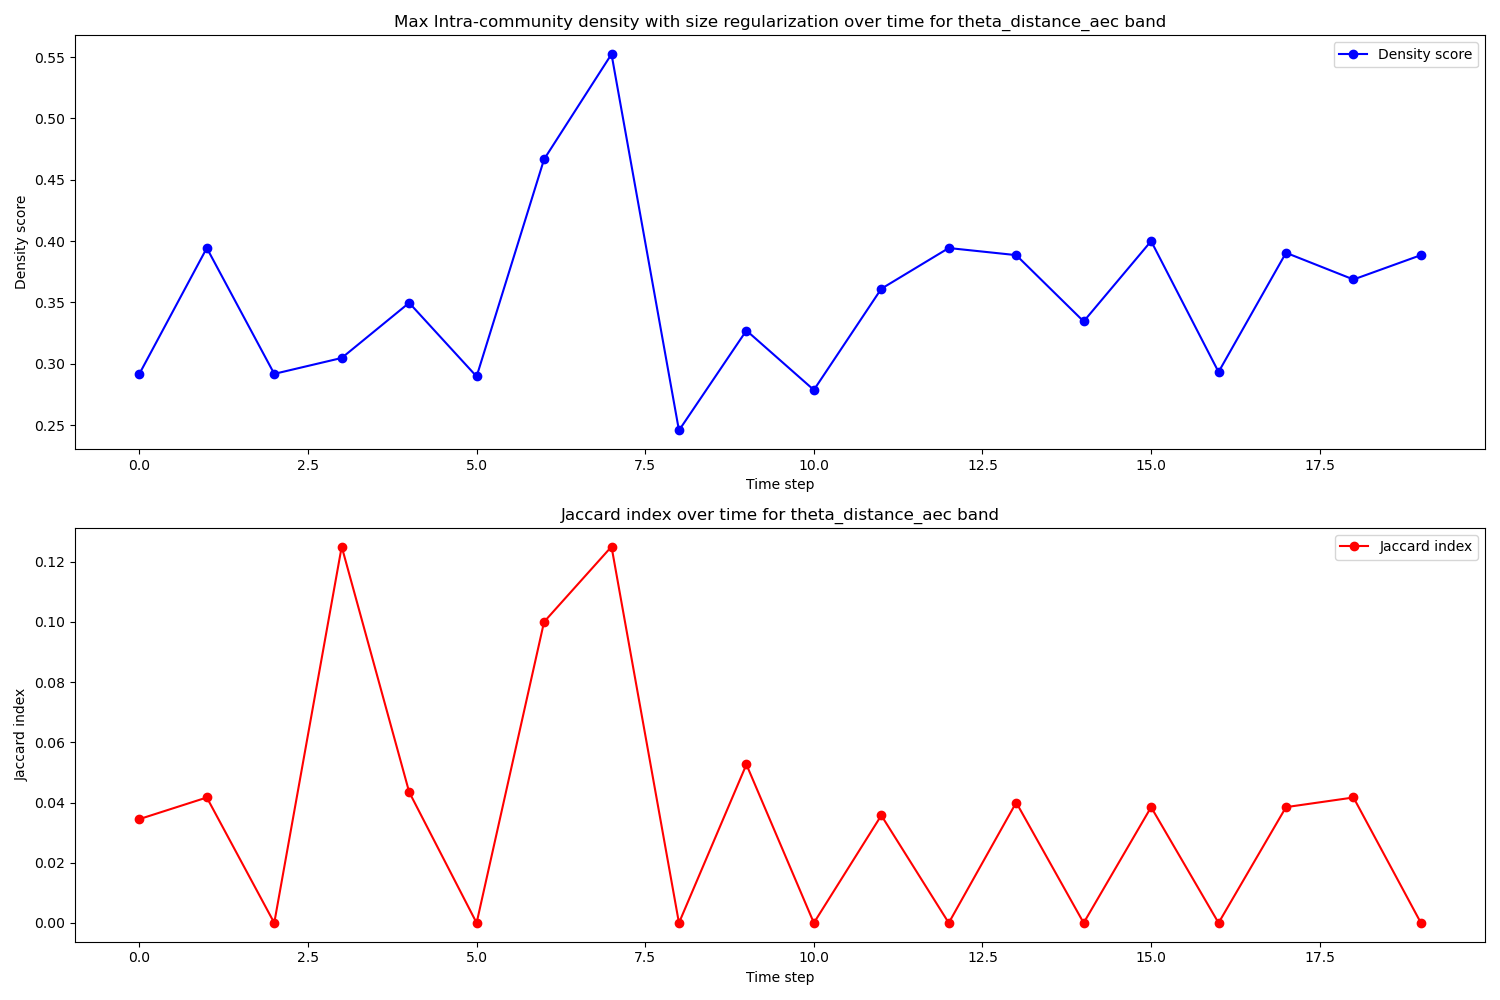 Max Intra-community density with size regularization over time for theta_distance_aec band
Density score
0.55
0.50
0.45
0.40
0.35
0.30
0.25
Density score
0.0 2.5 5.0 7.5 10.0 12.5 15.0 17.5
Time step
Jaccard index over time for theta_distance_aec band
Jaccard index
0.12
0.10
0.08
0.06
0.04
0.02
0.00
Jaccard index
0.0 2.5 5.0 7.5 10.0 12.5 15.0 17.5
Time step